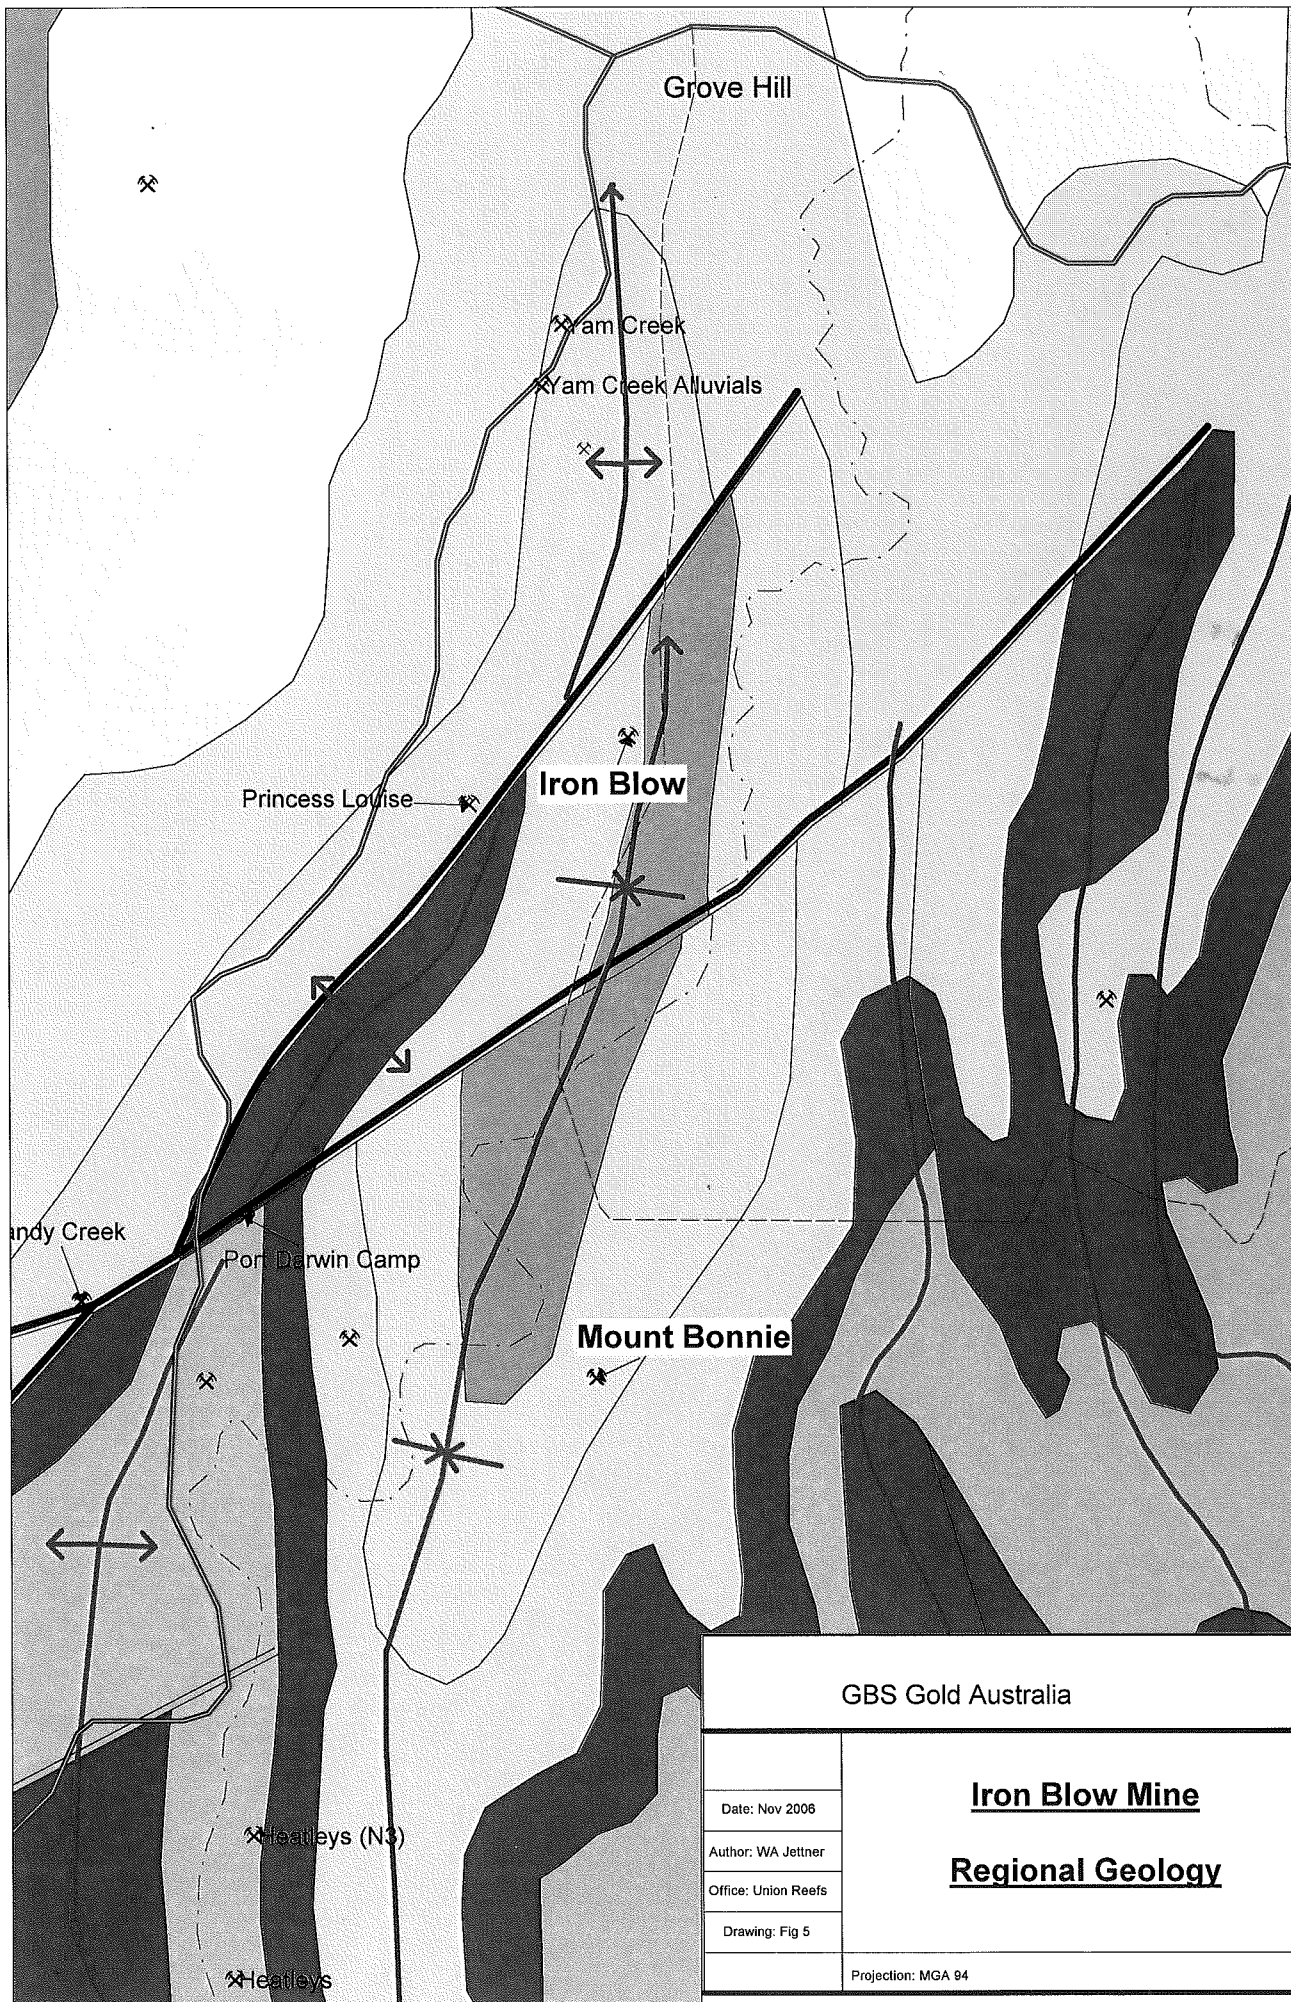 Grove Hill
Yam Creek
Yam Creek Alluvials
Iron Blow
Princess Louise
andy Creek
Port Darwin Camp
Mount Bonnie
Heatleys (N3)
Heatleys
GBS Gold Australia
Iron Blow Mine
Regional Geology
Date: Nov 2006
Author: WA Jettner
Office: Union Reefs
Drawing: Fig 5
Projection: MGA 94